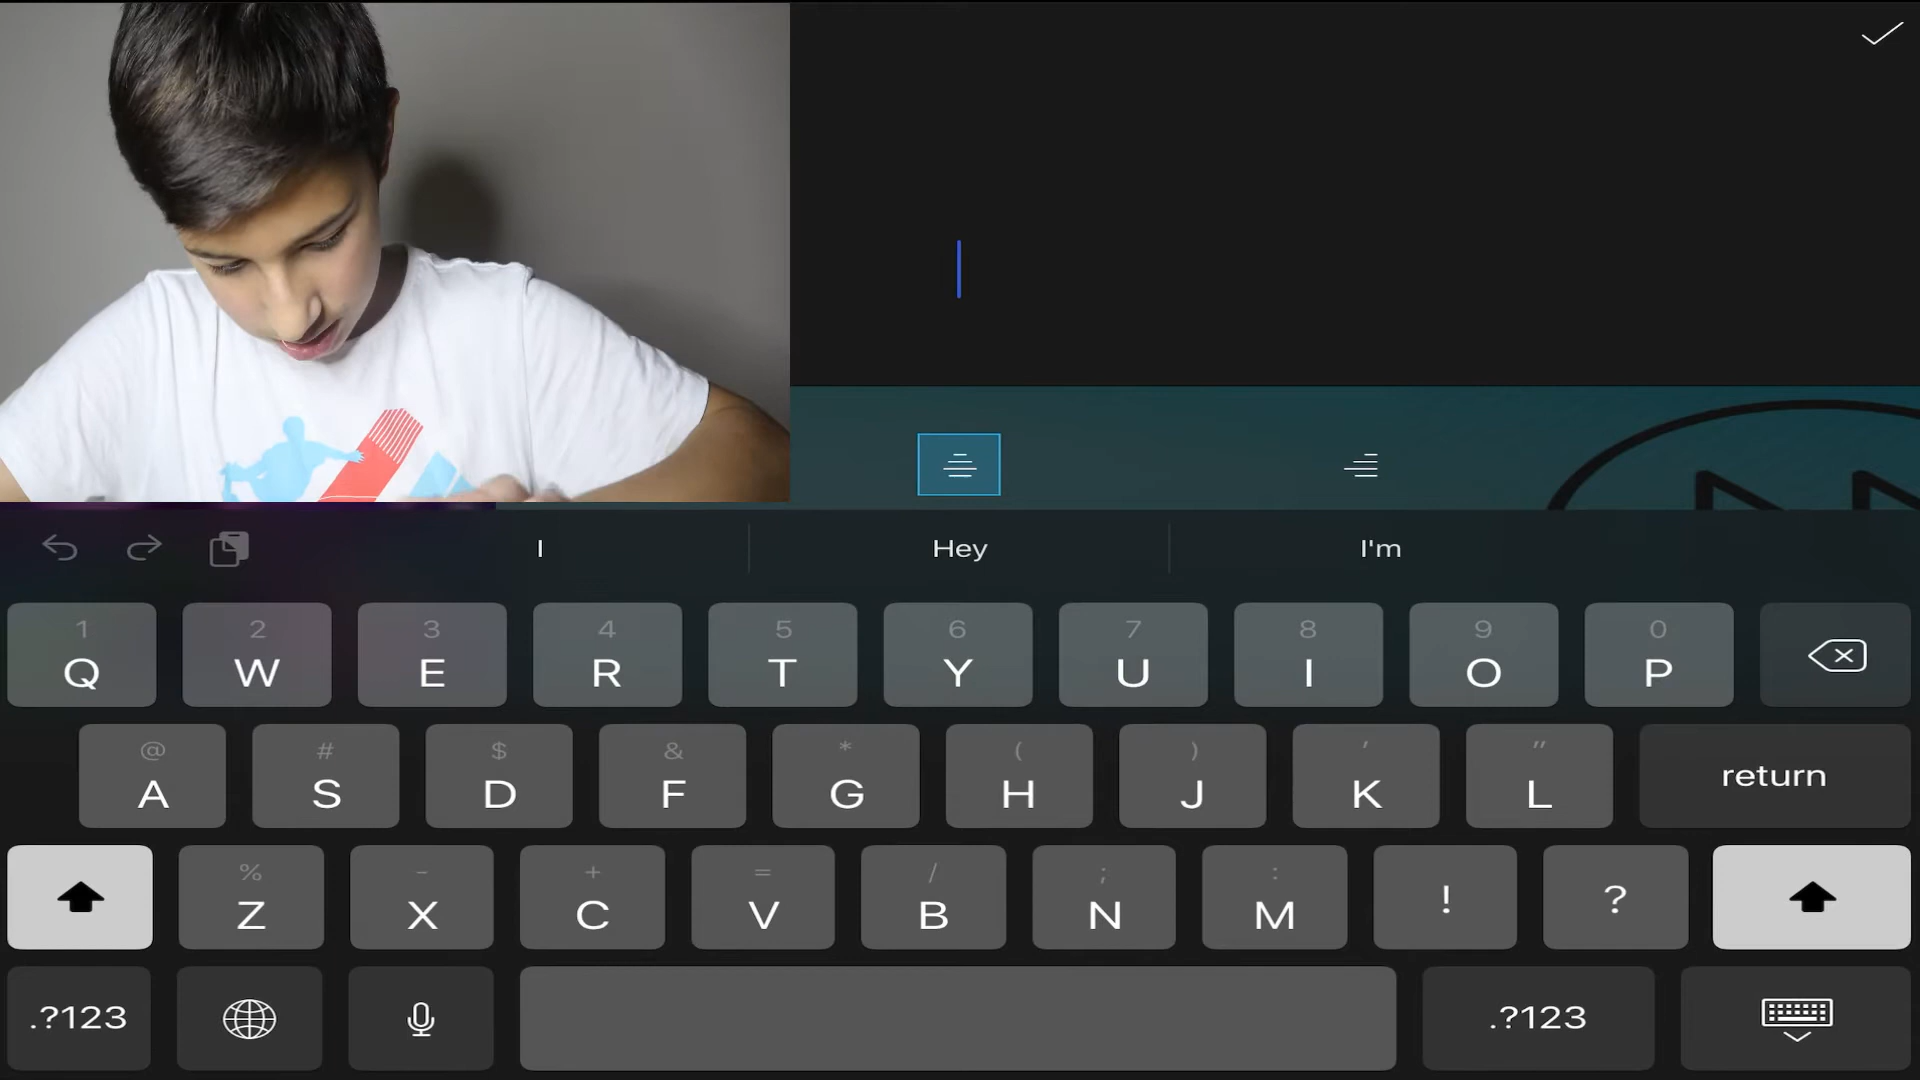 I Hey I'm
1 2 3 4 5 6 7 8 9 0
Q W E R T Y U I O P
@ # $ & * ( ) ' "
A S D F G H J K L return
% - + = / ; :
Z X C V B N M ! ?
.?123 .?123